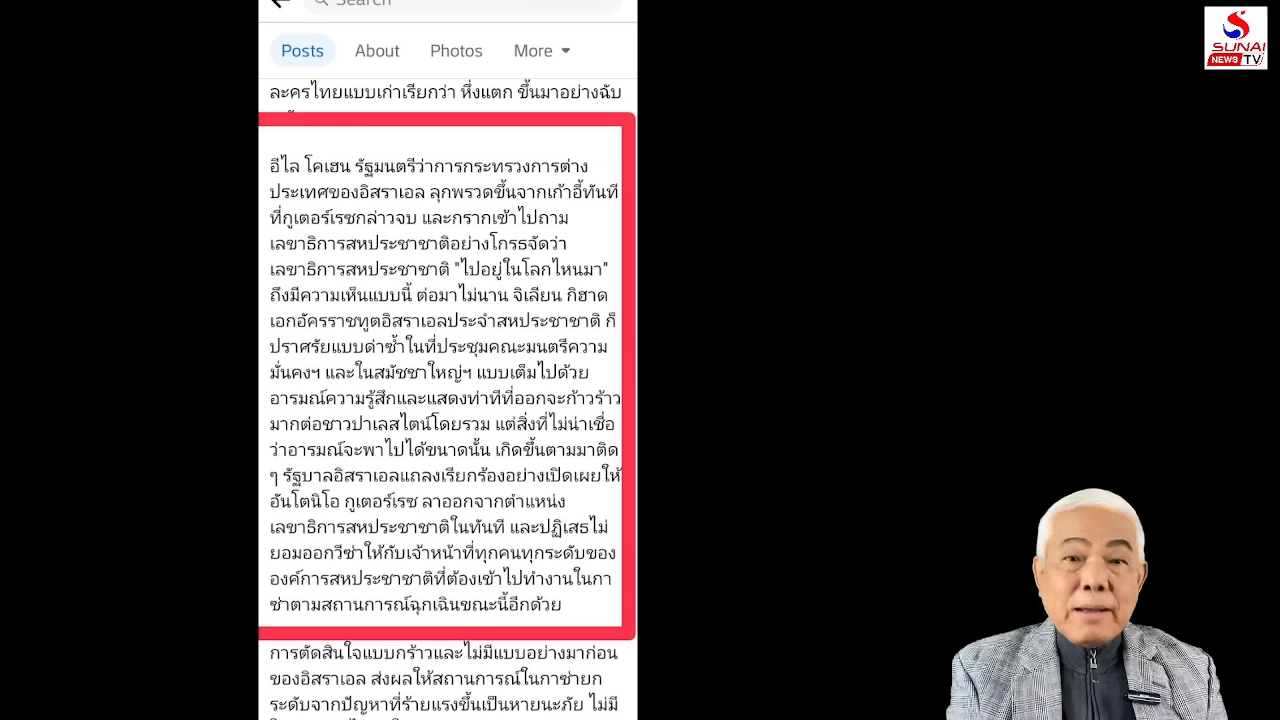 Search
Posts About Photos More
ละครไทยแบบเก่าเรียกว่า หึ่งแตก ขึ้นมาอย่างฉับ
อีไล โคเฮน รัฐมนตรีว่าการกระทรวงการต่าง
ประเทศของอิสราเอล ลุกพรวดขึ้นจากเก้าอี้ทันที
ที่กูเตอร์เรซกล่าวจบ และกรากเข้าไปถาม
เลขาธิการสหประชาชาติอย่างโกรธจัดว่า
เลขาธิการสหประชาชาติ "ไปอยู่ในโลกไหนมา"
ถึงมีความเห็นแบบนี้ ต่อมาไม่นาน จิเลียน กิฮาด
เอกอัครราชทูตอิสราเอลประจำสหประชาชาติ ก็
ปราศรัยแบบด่าซ้ำในที่ประชุมคณะมนตรีความ
มั่นคงฯ และในสมัชชาใหญ่ฯ แบบเต็มไปด้วย
อารมณ์ความรู้สึกและแสดงท่าทีที่ออกจะก้าวร้าว
มากต่อชาวปาเลสไตน์โดยรวม แต่สิ่งที่ไม่น่าเชื่อ
ว่าอารมณ์จะพาไปได้ขนาดนั้น เกิดขึ้นตามมาติด
ๆ รัฐบาลอิสราเอลแถลงเรียกร้องอย่างเปิดเผยให้
อันโตนิโอ กูเตอร์เรซ ลาออกจากตำแหน่ง
เลขาธิการสหประชาชาติในทันที และปฏิเสธไม่
ยอมออกวีซ่าให้กับเจ้าหน้าที่ทุกคนทุกระดับของ
องค์การสหประชาชาติที่ต้องเข้าไปทำงานในกา
ซ่าตามสถานการณ์ฉุกเฉินขณะนี้อีกด้วย
การตัดสินใจแบบกร้าวและไม่มีแบบอย่างมาก่อน
ของอิสราเอล ส่งผลให้สถานการณ์ในกาซ่ายก
ระดับจากปัญหาที่ร้ายแรงขึ้นเป็นหายนะภัย ไม่มี
SUNAI
NEWS TV